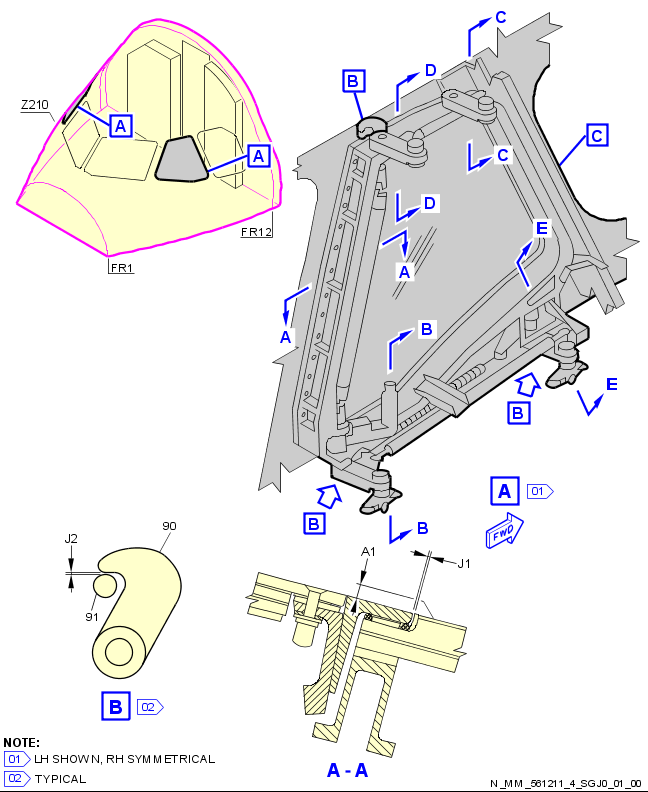 C
D
B
Z210
A
C
A
C
D
E
FR12
A
FR1
A
B
E
B
A 01
B
B
FWD
90
J2
A1
J1
91
B 02
A - A
NOTE:
01 LH SHOWN, RH SYMMETRICAL
02 TYPICAL
N_MM_561211_4_SGJ0_01_00